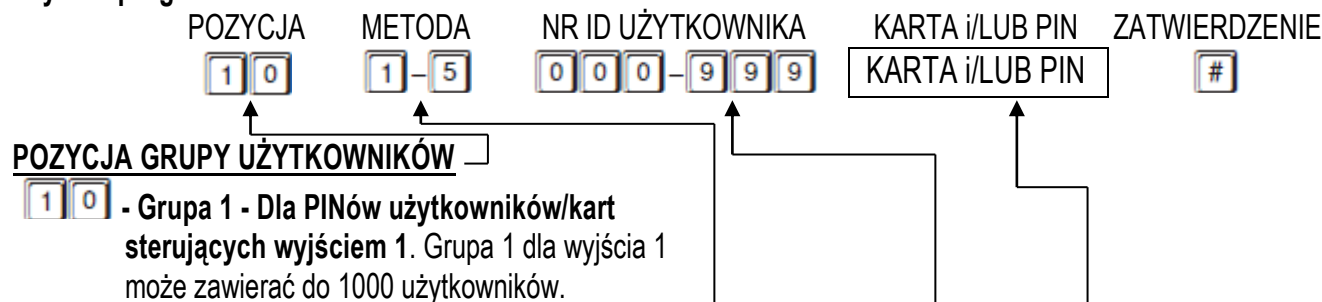 POZYCJA METODA NR ID UŻYTKOWNIKA KARTA i/LUB PIN ZATWIERDZENIE
1 0 1 – 5 0 0 0 – 9 9 9 KARTA i/LUB PIN #
POZYCJA GRUPY UŻYTKOWNIKÓW
1 0 - Grupa 1 - Dla PINów użytkowników/kart
sterujących wyjściem 1. Grupa 1 dla wyjścia 1
może zawierać do 1000 użytkowników.